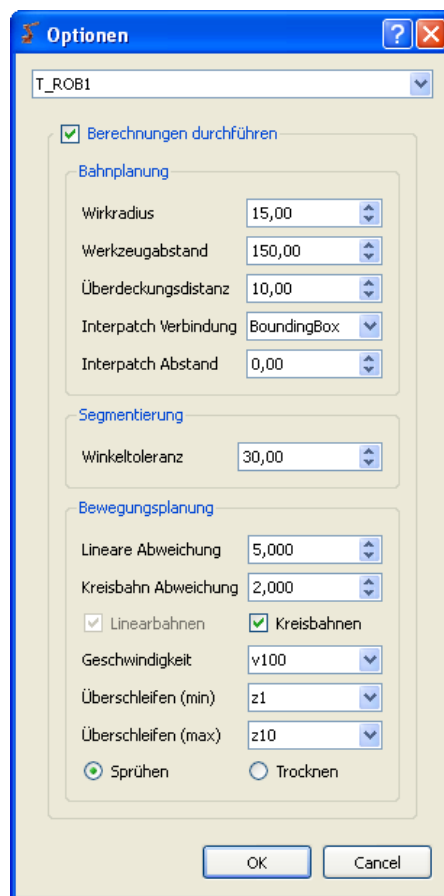 Optionen
T_ROB1
Berechnungen durchführen
Bahnplanung
Wirkradius 15,00
Werkzeugabstand 150,00
Überdeckungsdistanz 10,00
Interpatch Verbindung BoundingBox
Interpatch Abstand 0,00
Segmentierung
Winkeltoleranz 30,00
Bewegungsplanung
Lineare Abweichung 5,000
Kreisbahn Abweichung 2,000
Linearbahnen Kreisbahnen
Geschwindigkeit v100
Überschleifen (min) z1
Überschleifen (max) z10
Sprühen Trocknen
OK Cancel